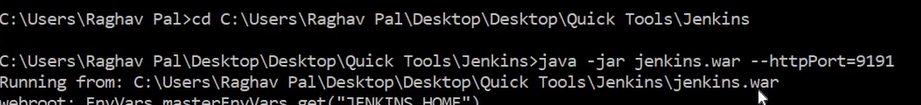 C:\Users\Raghav Pal>cd C:\Users\Raghav Pal\Desktop\Desktop\Quick Tools\Jenkins
C:\Users\Raghav Pal\Desktop\Desktop\Quick Tools\Jenkins>java -jar jenkins.war --httpPort=9191
Running from: C:\Users\Raghav Pal\Desktop\Desktop\Quick Tools\Jenkins\jenkins.war
webroot: EnvVars.masterEnvVars.get("JENKINS_HOME")